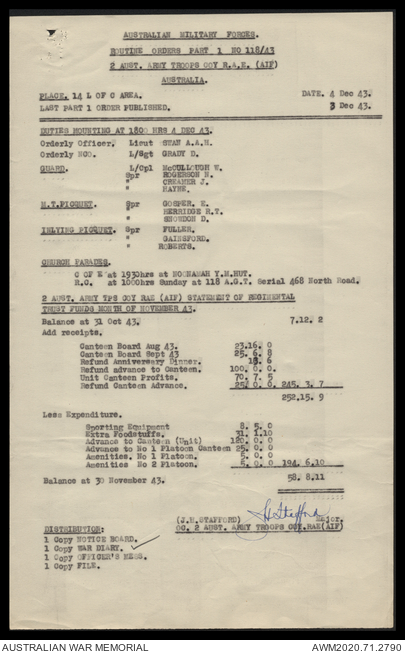 AUSTRALIAN MILITARY FORCES.
ROUTINE ORDERS PART 1 NO 118/43
2 AUST. ARMY TROOPS COY R.A.E. (AIF)
AUSTRALIA.
PLACE. 14 L OF C AREA. DATE. 4 Dec 43.
LAST PART 1 ORDER PUBLISHED. 3 Dec 43.
DUTIES MOUNTING AT 1800 HRS 4 DEC 43.
Orderly Officer. Lieut STAN A.A.H.
Orderly NCO. L/Sgt GRADY D.
GUARD. L/Cpl McCULLOUGH W.
Spr ROGERSON N.
" CREAMER J.
" HAYNE.
M.T.PICQUET. Spr GOSPER, E.
" HERRIDGE R.T.
" SNOWDON D.
INLYING PICQUET. Spr FULLER.
" GAINSFORD.
" ROBERTS.
CHURCH PARADES.
C OF E at 1930hrs at NOONAMAH Y.M.HUT.
R.C. at 1000hrs Sunday at 118 A.G.T. Serial 468 North Road.
2 AUST. ARMY TPS COY RAE (AIF) STATEMENT OF REGIMENTAL
TRUST FUNDS MONTH OF NOVEMBER 43.
Balance at 31 Oct 43. 7.12. 2
Add receipts.
Canteen Board Aug 43. 23.16. 0
Canteen Board Sept 43 25. 6. 8
Refund Anniversary Dinner. 6
Refund advance to Canteen. 100. 0. 0
Unit Canteen Profits. 70. 7. 5
Refund Canteen Advance. 25. 0. 6 245. 3. 7
252.15. 9
Less Expenditure.
Sporting Equipment 8. 5. 0
Extra Foodstuffs. 31. 1.10
Advance to Canteen (Unit) 120. 0. 0
Advance to No 1 Platoon Canteen 25. 0. 0
Amenities. No 1 Platoon. 5. 0. 0
Amenities No 2 Platoon. 5. 0. 0 194. 6.10
Balance at 30 November 43. 58. 8.11
(J.H. STAFFORD) Major.
OC. 2 AUST. ARMY TROOPS COY.RAE(AIF)
DISTRIBUTION:
1 Copy NOTICE BOARD.
1 Copy WAR DIARY.
1 Copy OFFICER'S MESS.
1 Copy FILE.
AUSTRALIAN WAR MEMORIAL AWM2020.71.2790